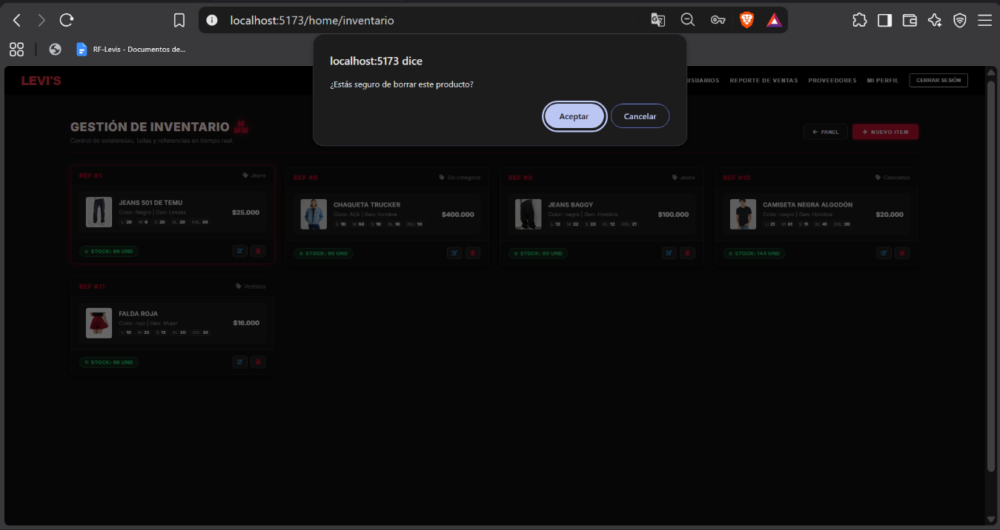 localhost:5173/home/inventario
RF-Levis - Documentos de...
localhost:5173 dice
¿Estás seguro de borrar este producto?
Aceptar
Cancelar
LEVI'S
USUARIOS
REPORTE DE VENTAS
PROVEEDORES
MI PERFIL
CERRAR SESIÓN
GESTIÓN DE INVENTARIO
Control de existencias, tallas y referencias en tiempo real.
PANEL
NUEVO ITEM
REF #1
Jeans
JEANS 501 DE TEMU
Color: Negro | Gen: Unisex
$25.000
L: 20 M: 9 S: 20 XL: 20 XXL: 30
STOCK: 99 UND
REF #8
Sin categoría
CHAQUETA TRUCKER
Color: N/A | Gen: hombre
$400.000
L: 10 M: 50 S: 10 XL: 10 XXL: 10
STOCK: 90 UND
REF #9
Jeans
JEANS BAGGY
Color: negro | Gen: Hombre
$100.000
L: 12 M: 22 S: 23 XL: 12 XXL: 21
STOCK: 90 UND
REF #10
Camisetas
CAMISETA NEGRA ALGODÓN
Color: negro | Gen: Hombre
$20.000
L: 21 M: 51 S: 11 XL: 41 XXL: 20
STOCK: 144 UND
REF #11
Vestidos
FALDA ROJA
Color: rojo | Gen: Mujer
$16.000
L: 10 M: 22 S: 12 XL: 20 XXL: 32
STOCK: 96 UND